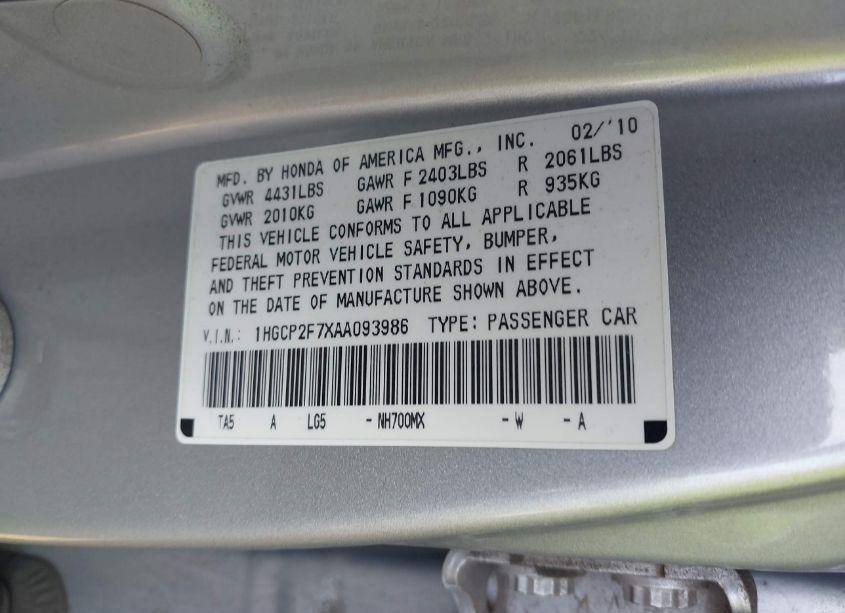 MFD. BY HONDA OF AMERICA MFG., INC. 02/'10
GVWR 4431LBS GAWR F 2403LBS R 2061LBS
GVWR 2010KG GAWR F 1090KG R 935KG
THIS VEHICLE CONFORMS TO ALL APPLICABLE
FEDERAL MOTOR VEHICLE SAFETY, BUMPER,
AND THEFT PREVENTION STANDARDS IN EFFECT
ON THE DATE OF MANUFACTURE SHOWN ABOVE.
V.I.N.: 1HGCP2F7XAA093986 TYPE: PASSENGER CAR
TA5 A LG5 -NH700MX -W -A